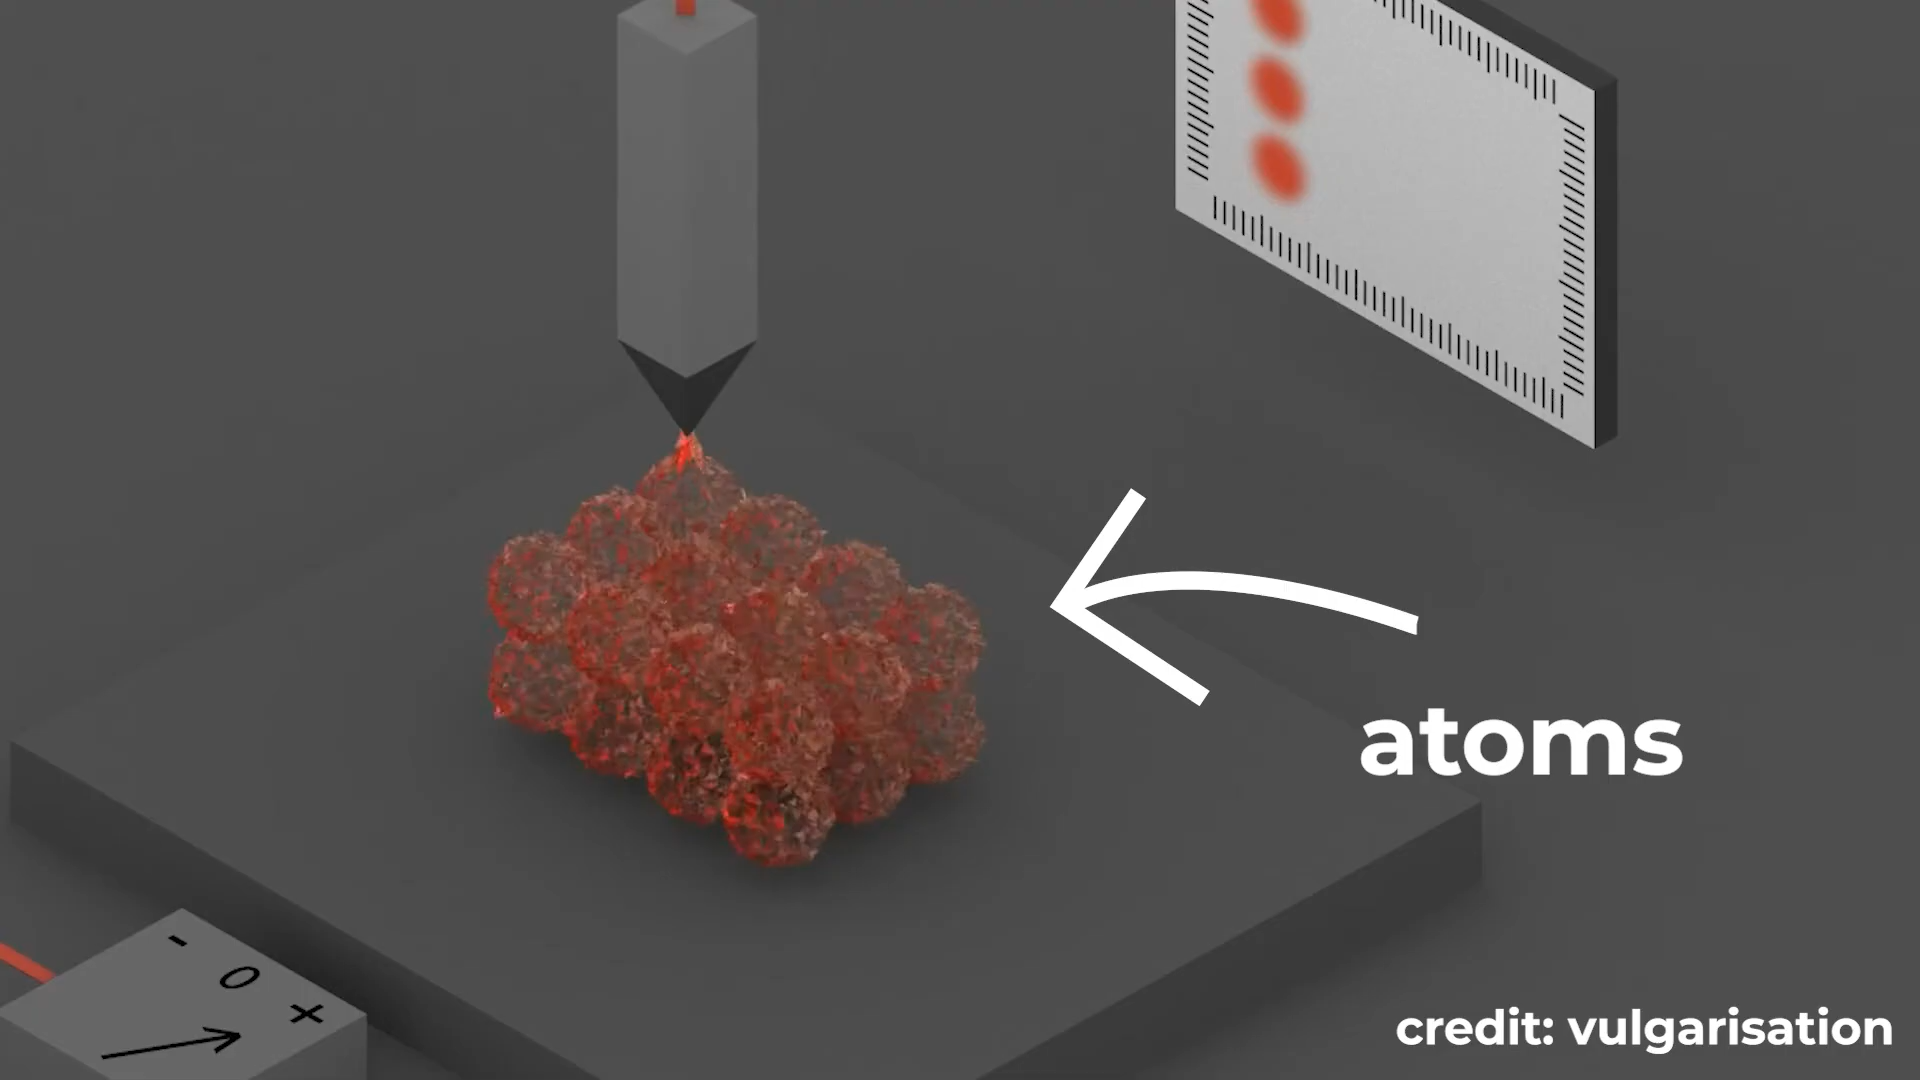 atoms
- 0 +
credit: vulgarisation